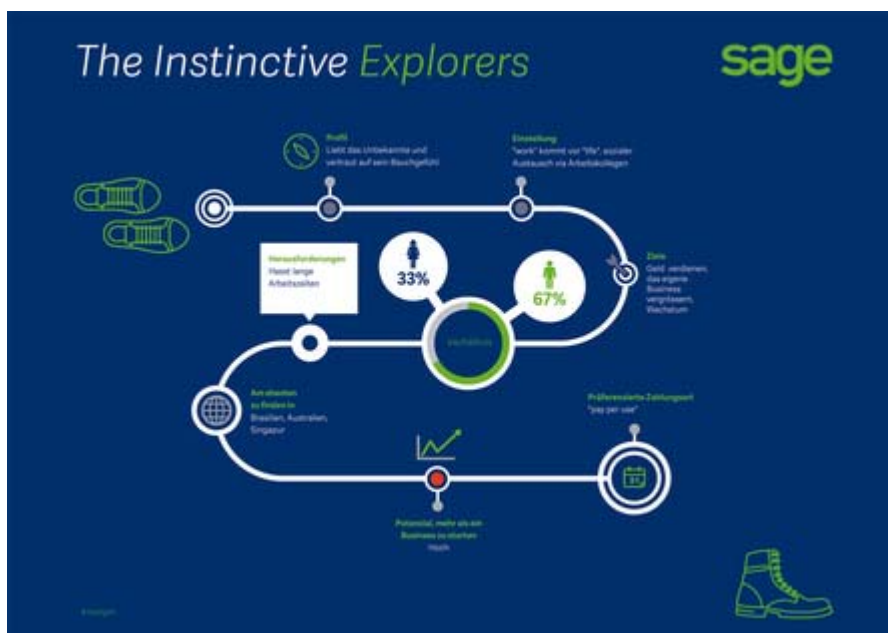 The Instinctive Explorers
sage
Profil
Liebt das Unbekannte und
vertraut auf sein Bauchgefühl
Einstellung
"work" kommt vor "life", sozialer
Austausch via Arbeitskollegen
Ziele
Geld verdienen,
das eigene
Business
vergrössern,
Wachstum
Herausforderungen
Hasst lange
Arbeitszeiten
33%
67%
Am ehesten
zu finden in
Brasilien, Australien,
Singapur
Präferenzierte Zahlungsart
"pay per use"
31
Potenzial, mehr als ein
Business zu starten
Hoch